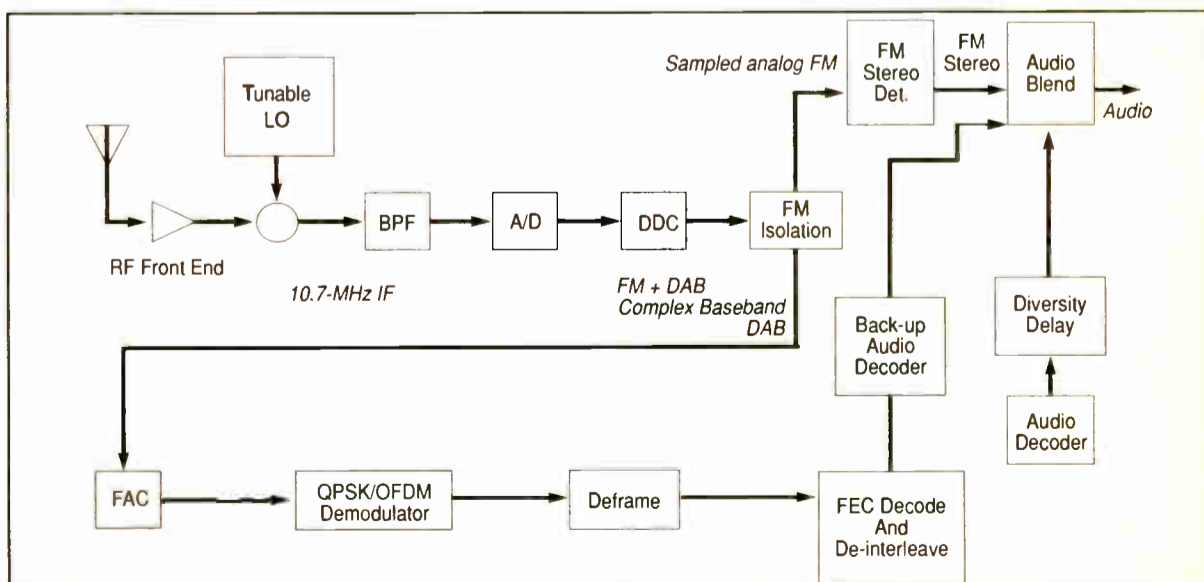 Tunable
LO
RF Front End
10.7-MHz IF
BPF
A/D
DDC
FM + DAB
Complex Baseband
DAB
FM
Isolation
Sampled analog FM
FM
Stereo
Det.
FM
Stereo
Audio
Blend
Audio
Back-up
Audio
Decoder
Diversity
Delay
Audio
Decoder
FAC
QPSK/OFDM
Demodulator
Deframe
FEC Decode
And
De-interleave